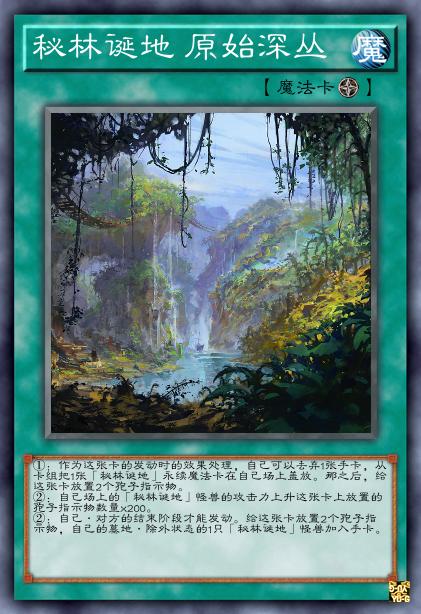 秘林诞地 原始深丛
魔
【魔法卡】
①：作为这张卡的发动时的效果处理，自己可以丢弃1张手卡，从
卡组把1张「秘林诞地」永续魔法卡在自己场上盖放。那之后，给
这张卡放置2个孢子指示物。
②：自己场上的「秘林诞地」怪兽的攻击力上升这张卡上放置的
孢子指示物数量×200。
②：自己·对方的结束阶段才能发动。给这张卡放置2个孢子指
示物，自己的墓地·除外状态的1只「秘林诞地」怪兽加入手卡。